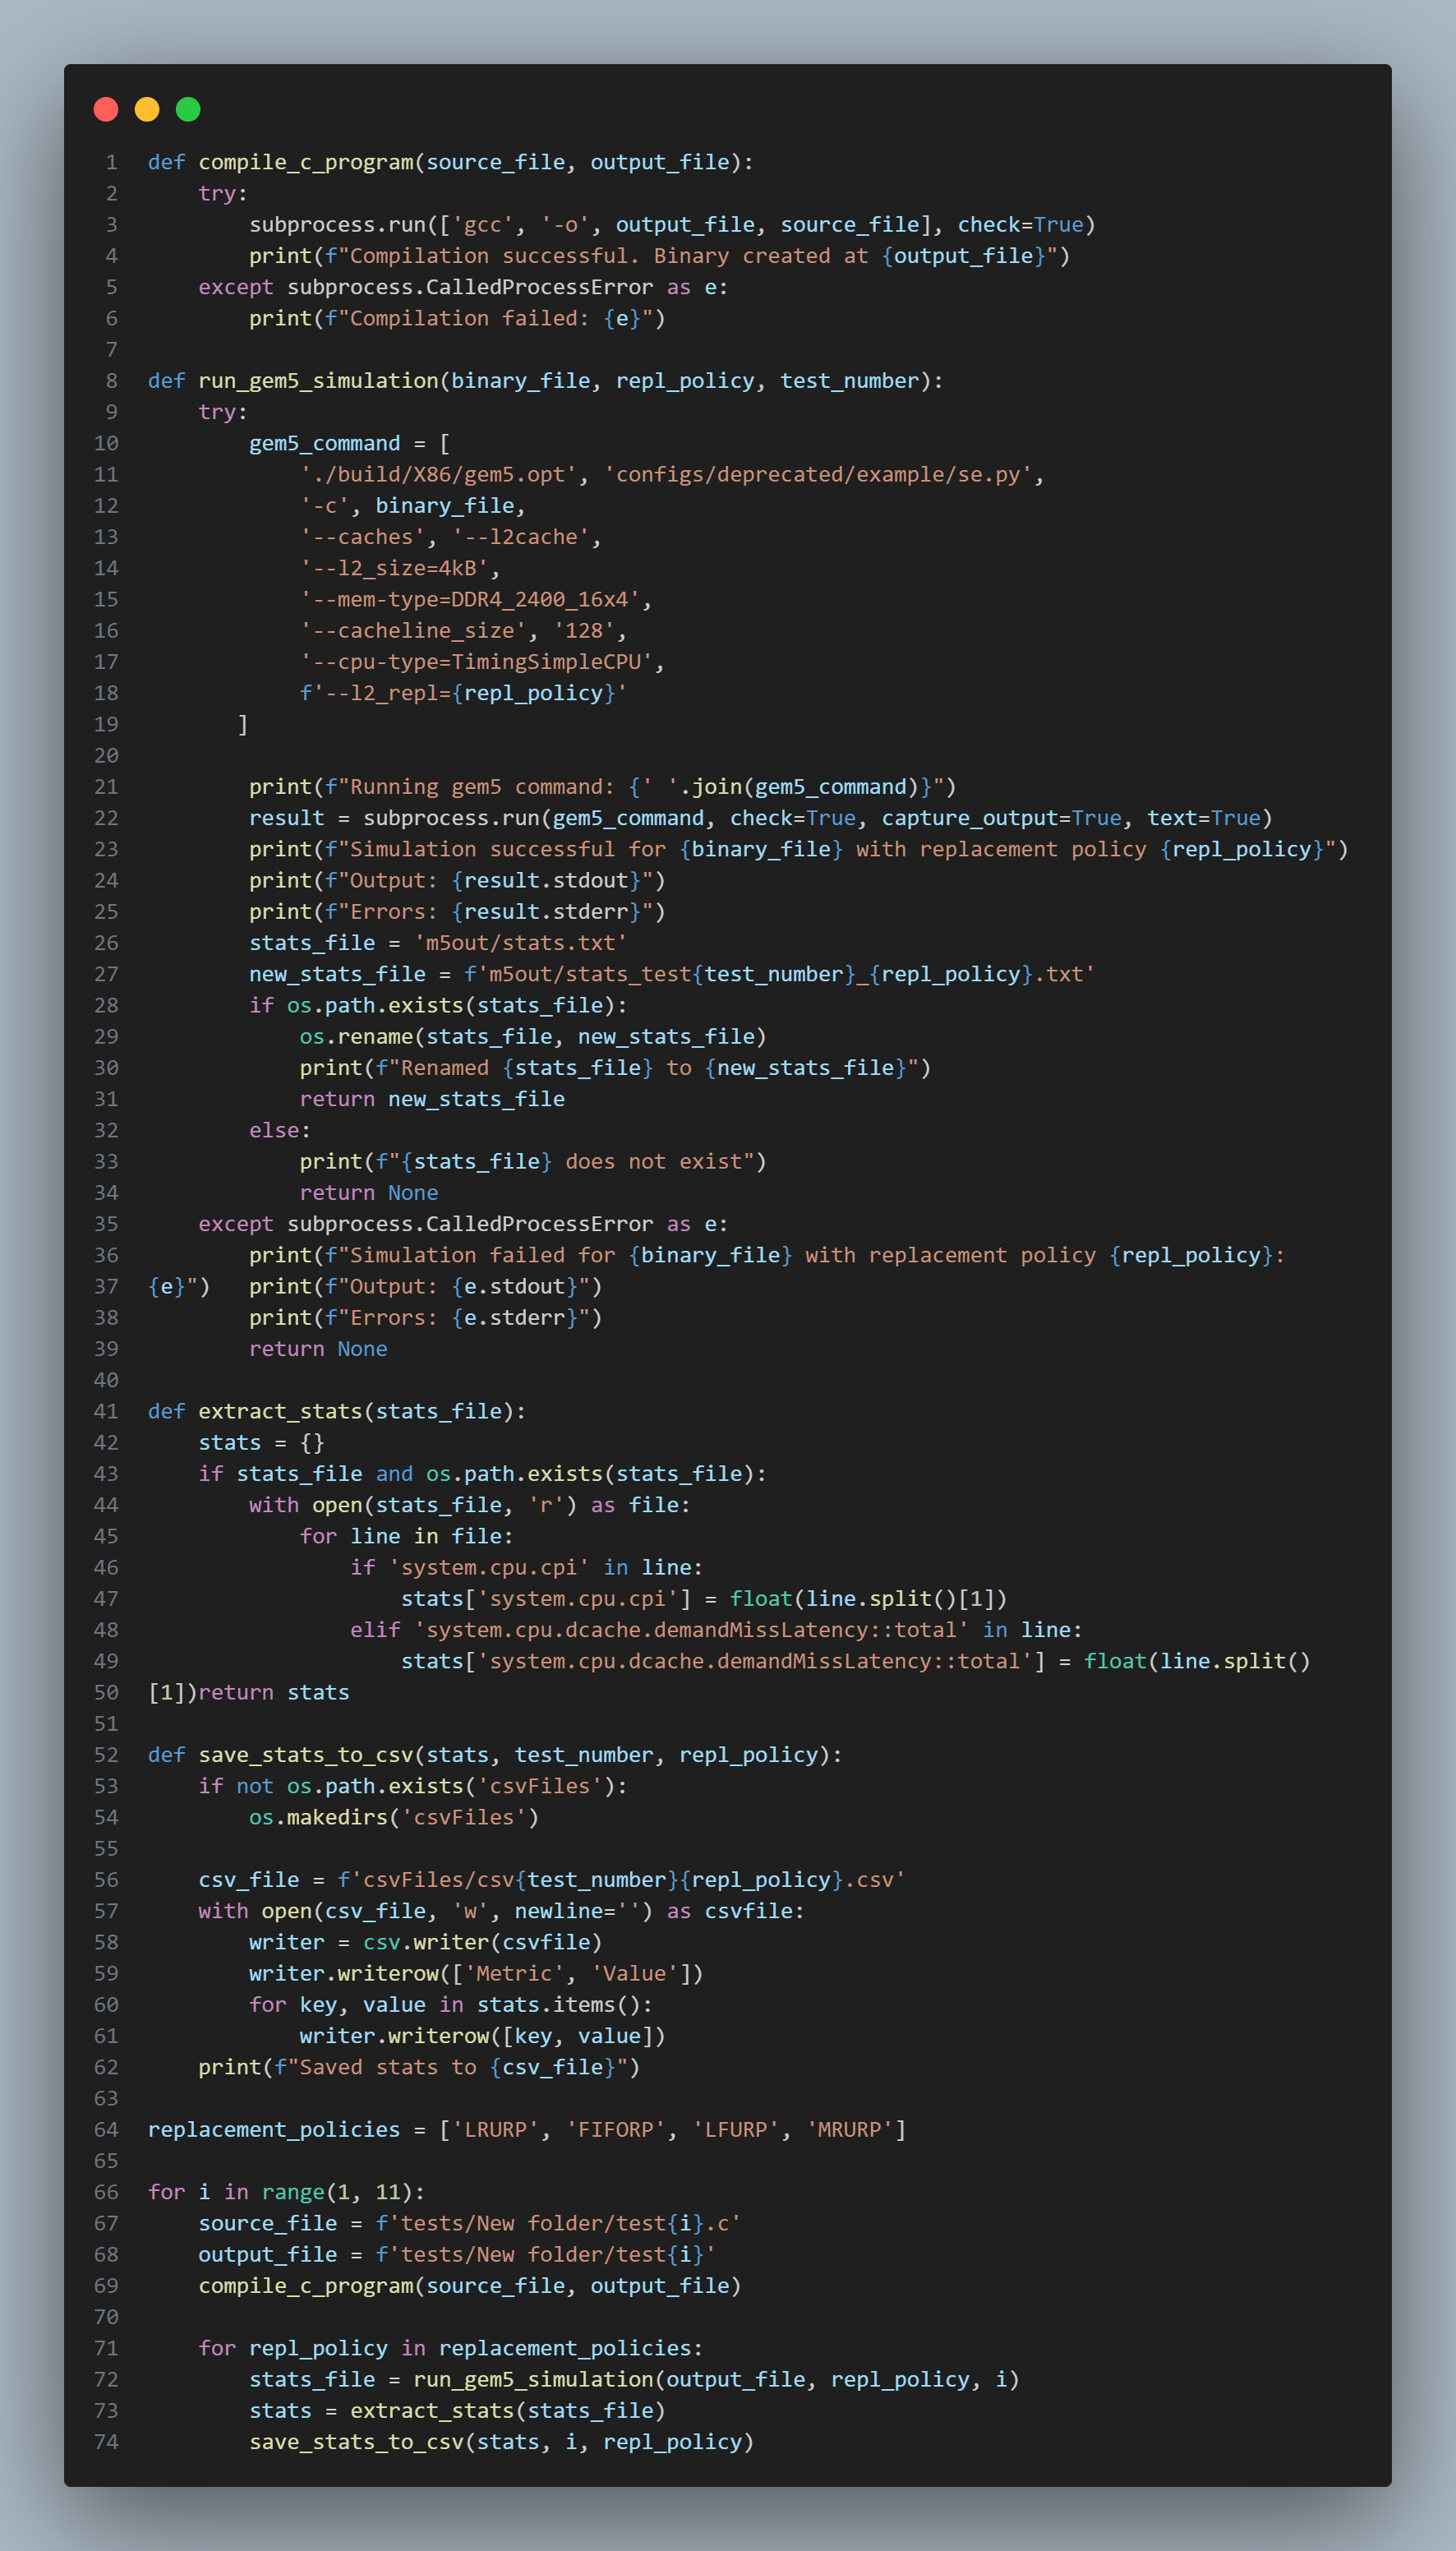 1 def compile_c_program(source_file, output_file):
2     try:
3         subprocess.run(['gcc', '-o', output_file, source_file], check=True)
4         print(f"Compilation successful. Binary created at {output_file}")
5     except subprocess.CalledProcessError as e:
6         print(f"Compilation failed: {e}")
7
8 def run_gem5_simulation(binary_file, repl_policy, test_number):
9     try:
10         gem5_command = [
11             './build/X86/gem5.opt', 'configs/deprecated/example/se.py',
12             '-c', binary_file,
13             '--caches', '--l2cache',
14             '--l2_size=4kB',
15             '--mem-type=DDR4_2400_16x4',
16             '--cacheline_size', '128',
17             '--cpu-type=TimingSimpleCPU',
18             f'--l2_repl={repl_policy}'
19        ]
20
21         print(f"Running gem5 command: {' '.join(gem5_command)}")
22         result = subprocess.run(gem5_command, check=True, capture_output=True, text=True)
23         print(f"Simulation successful for {binary_file} with replacement policy {repl_policy}")
24         print(f"Output: {result.stdout}")
25         print(f"Errors: {result.stderr}")
26         stats_file = 'm5out/stats.txt'
27         new_stats_file = f'm5out/stats_test{test_number}_{repl_policy}.txt'
28         if os.path.exists(stats_file):
29             os.rename(stats_file, new_stats_file)
30             print(f"Renamed {stats_file} to {new_stats_file}")
31             return new_stats_file
32         else:
33             print(f"{stats_file} does not exist")
34             return None
35     except subprocess.CalledProcessError as e:
36         print(f"Simulation failed for {binary_file} with replacement policy {repl_policy}:
37 {e}")   print(f"Output: {e.stdout}")
38         print(f"Errors: {e.stderr}")
39         return None
40
41 def extract_stats(stats_file):
42     stats = {}
43     if stats_file and os.path.exists(stats_file):
44         with open(stats_file, 'r') as file:
45             for line in file:
46                 if 'system.cpu.cpi' in line:
47                     stats['system.cpu.cpi'] = float(line.split()[1])
48                 elif 'system.cpu.dcache.demandMissLatency::total' in line:
49                     stats['system.cpu.dcache.demandMissLatency::total'] = float(line.split()
50 [1])return stats
51
52 def save_stats_to_csv(stats, test_number, repl_policy):
53     if not os.path.exists('csvFiles'):
54         os.makedirs('csvFiles')
55
56     csv_file = f'csvFiles/csv{test_number}{repl_policy}.csv'
57     with open(csv_file, 'w', newline='') as csvfile:
58         writer = csv.writer(csvfile)
59         writer.writerow(['Metric', 'Value'])
60         for key, value in stats.items():
61             writer.writerow([key, value])
62     print(f"Saved stats to {csv_file}")
63
64 replacement_policies = ['LRURP', 'FIFORP', 'LFURP', 'MRURP']
65
66 for i in range(1, 11):
67     source_file = f'tests/New folder/test{i}.c'
68     output_file = f'tests/New folder/test{i}'
69     compile_c_program(source_file, output_file)
70
71     for repl_policy in replacement_policies:
72         stats_file = run_gem5_simulation(output_file, repl_policy, i)
73         stats = extract_stats(stats_file)
74         save_stats_to_csv(stats, i, repl_policy)